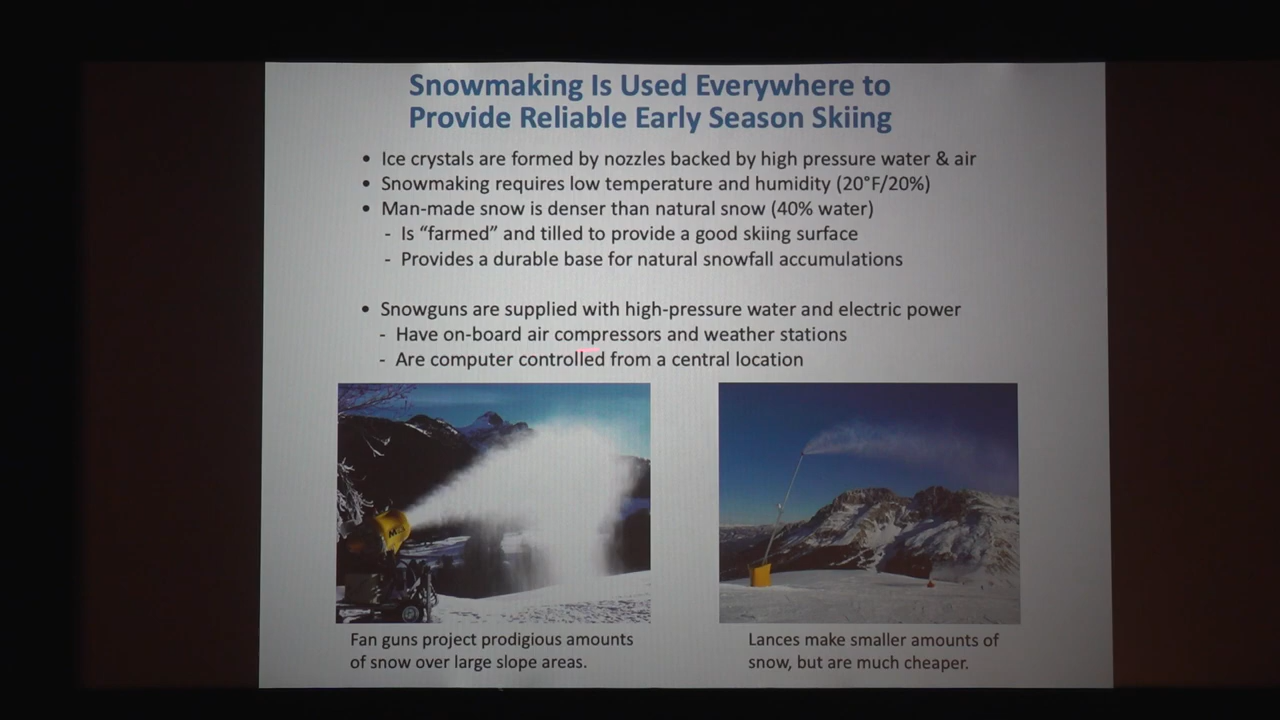 Snowmaking Is Used Everywhere to
Provide Reliable Early Season Skiing
• Ice crystals are formed by nozzles backed by high pressure water & air
• Snowmaking requires low temperature and humidity (20°F/20%)
• Man-made snow is denser than natural snow (40% water)
- Is “farmed” and tilled to provide a good skiing surface
- Provides a durable base for natural snowfall accumulations
• Snowguns are supplied with high-pressure water and electric power
- Have on-board air compressors and weather stations
- Are computer controlled from a central location
Fan guns project prodigious amounts
of snow over large slope areas.
Lances make smaller amounts of
snow, but are much cheaper.